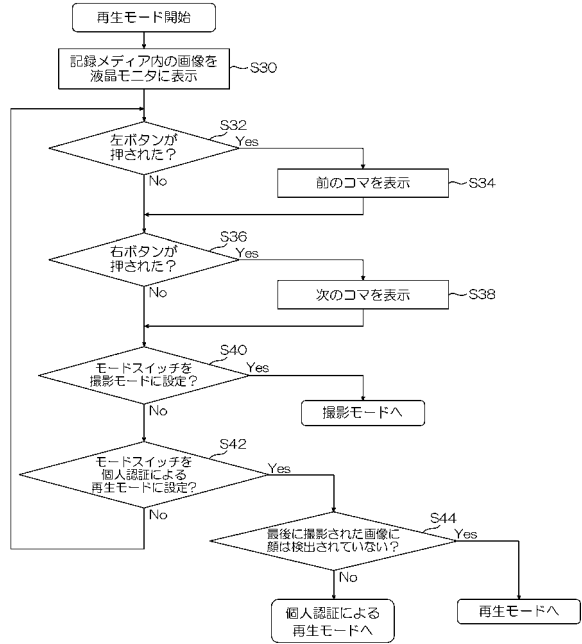 再生モード開始
記録メディア内の画像を
液晶モニタに表示
S30
左ボタンが
押された？
S32
Yes
No
前のコマを表示
S34
右ボタンが
押された？
S36
Yes
No
次のコマを表示
S38
モードスイッチを
撮影モードに設定？
S40
Yes
No
撮影モードへ
モードスイッチを
個人認証による
再生モードに設定？
S42
Yes
No
最後に撮影された画像に
顔は検出されていない？
S44
Yes
No
個人認証による
再生モードへ
再生モードへ